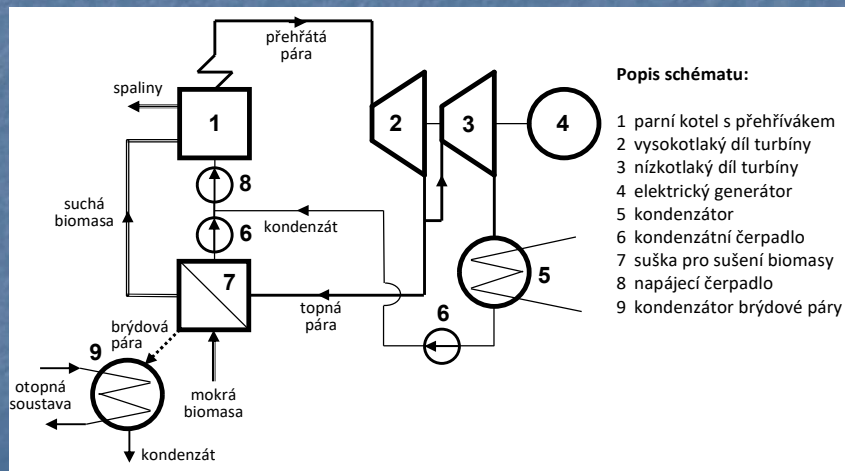 přehřátá
pára
spaliny
1
2
3
4
Popis schématu:
1 parní kotel s přehřívákem
2 vysokotlaký díl turbíny
3 nízkotlaký díl turbíny
4 elektrický generátor
5 kondenzátor
6 kondenzátní čerpadlo
7 suška pro sušení biomasy
8 napájecí čerpadlo
9 kondenzátor brýdové páry
8
suchá
biomasa
6
kondenzát
7
5
topná
pára
6
brýdová
pára
9
otopná
soustava
mokrá
biomasa
kondenzát